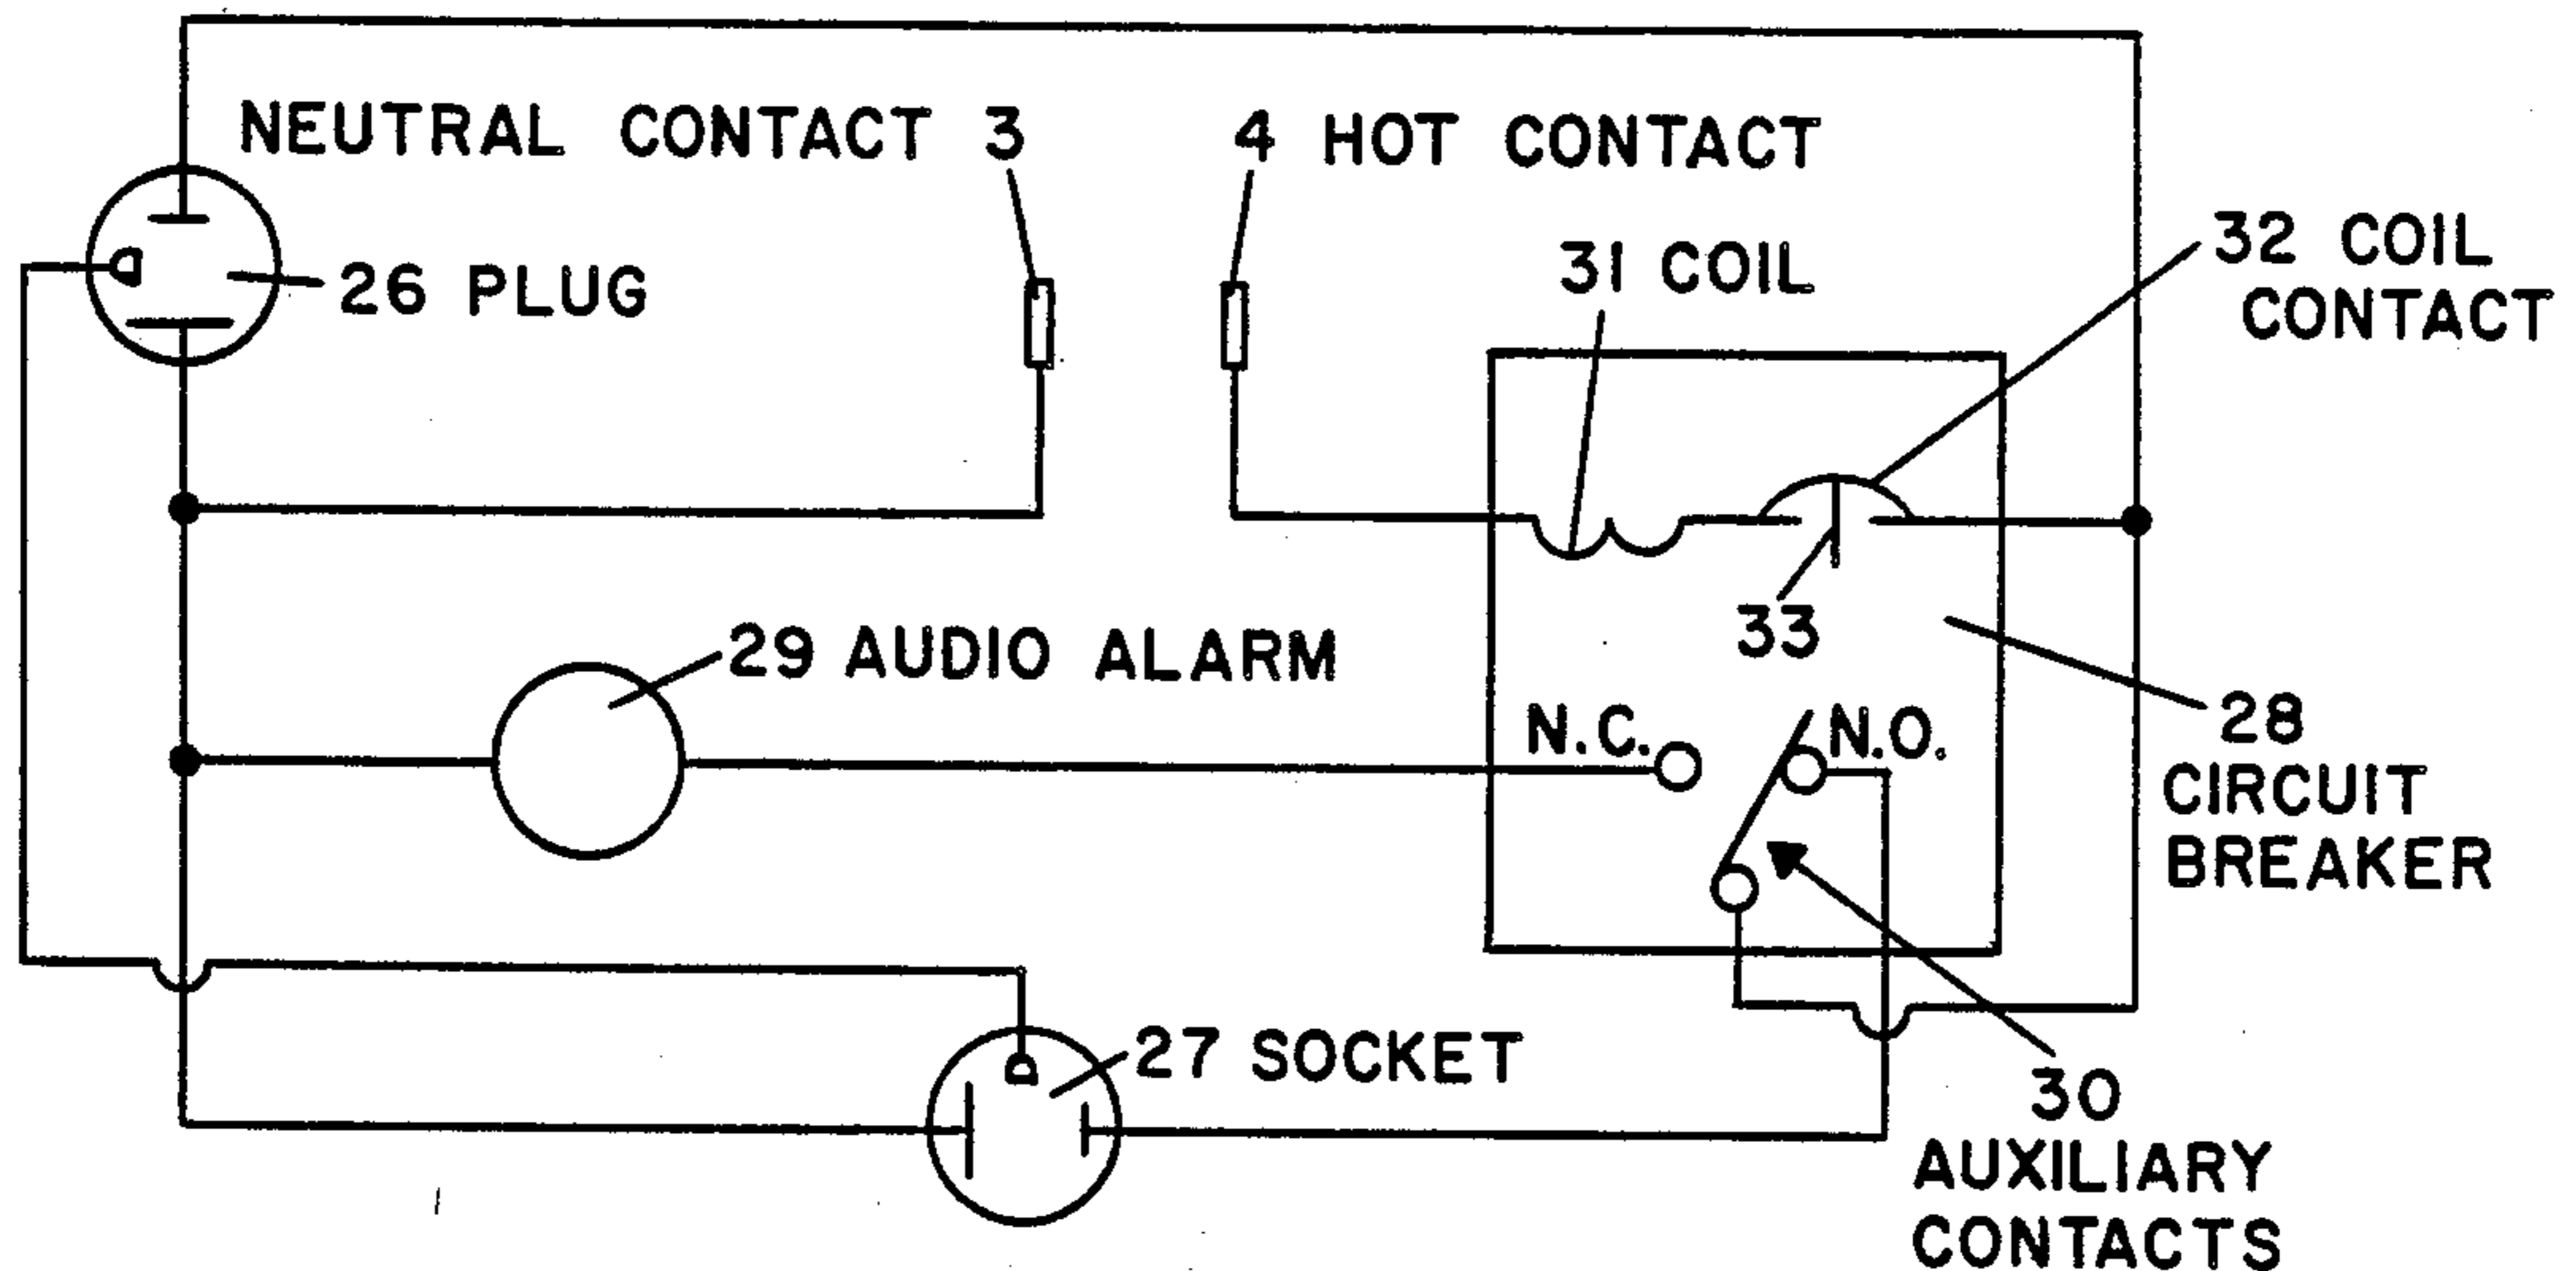 NEUTRAL CONTACT 3
4 HOT CONTACT
26 PLUG
31 COIL
32 COIL
CONTACT
33
29 AUDIO ALARM
N.C.
N.O.
28
CIRCUIT
BREAKER
27 SOCKET
30
AUXILIARY
CONTACTS